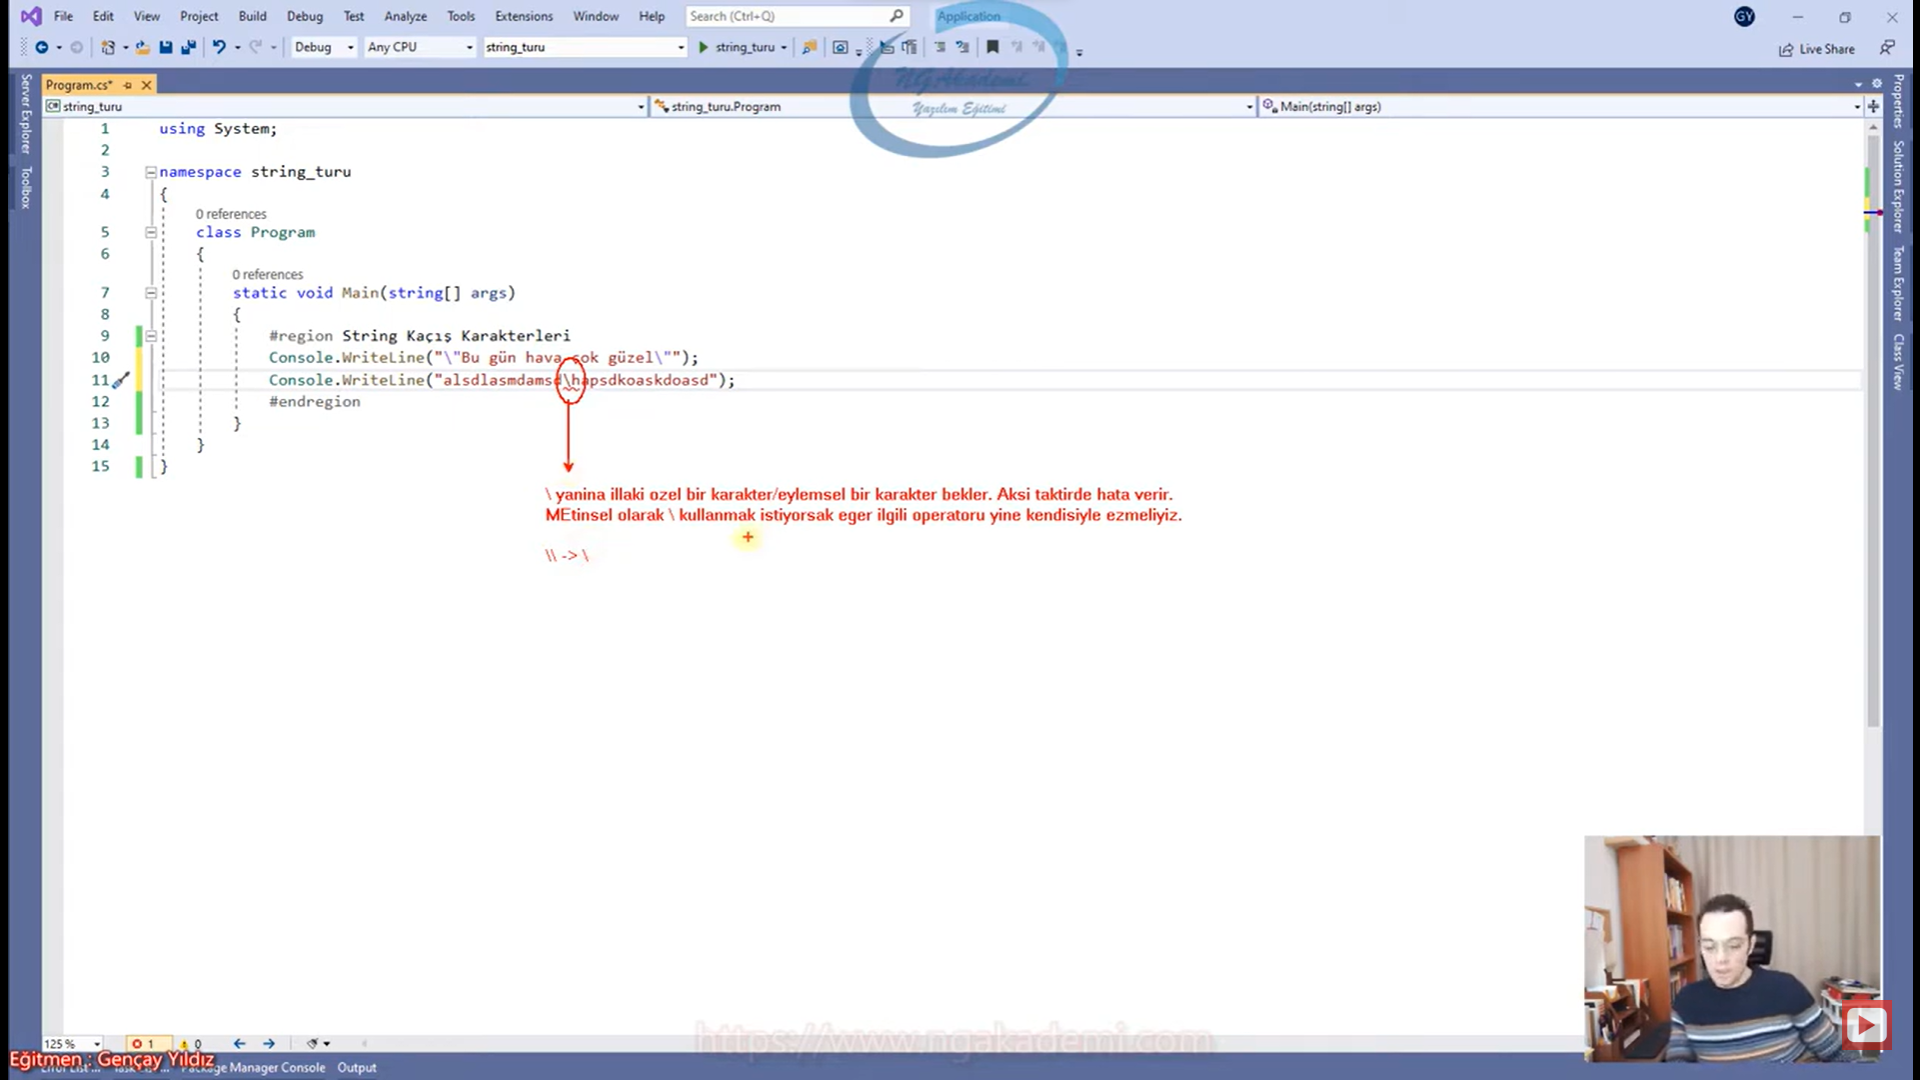 File Edit View Project Build Debug Test Analyze Tools Extensions Window Help Search (Ctrl+Q) Application GY
Debug Any CPU string_turu string_turu Live Share
NGAkademi
Yazılım Eğitimi
Program.cs*
string_turu string_turu.Program Main(string[] args)
Server Explorer
Toolbox
Properties
Solution Explorer
Team Explorer
Class View
1 using System;
2
3 namespace string_turu
4 {
0 references
5 class Program
6 {
0 references
7 static void Main(string[] args)
8 {
9 #region String Kaçış Karakterleri
10 Console.WriteLine("\"Bu gün hava çok güzel\"");
11 Console.WriteLine("alsdlasmdamsd\hapsdkoaskdoasd");
12 #endregion
13 }
14 }
15 }
\ yanina illaki ozel bir karakter/eylemsel bir karakter bekler. Aksi taktirde hata verir.
MEtinsel olarak \ kullanmak istiyorsak eger ilgili operatoru yine kendisiyle ezmeliyiz.
\\ -> \
https://www.ngakademi.com
125 % 1 0
Eğitmen : Gençay Yıldız
Error List... Package Manager Console Output